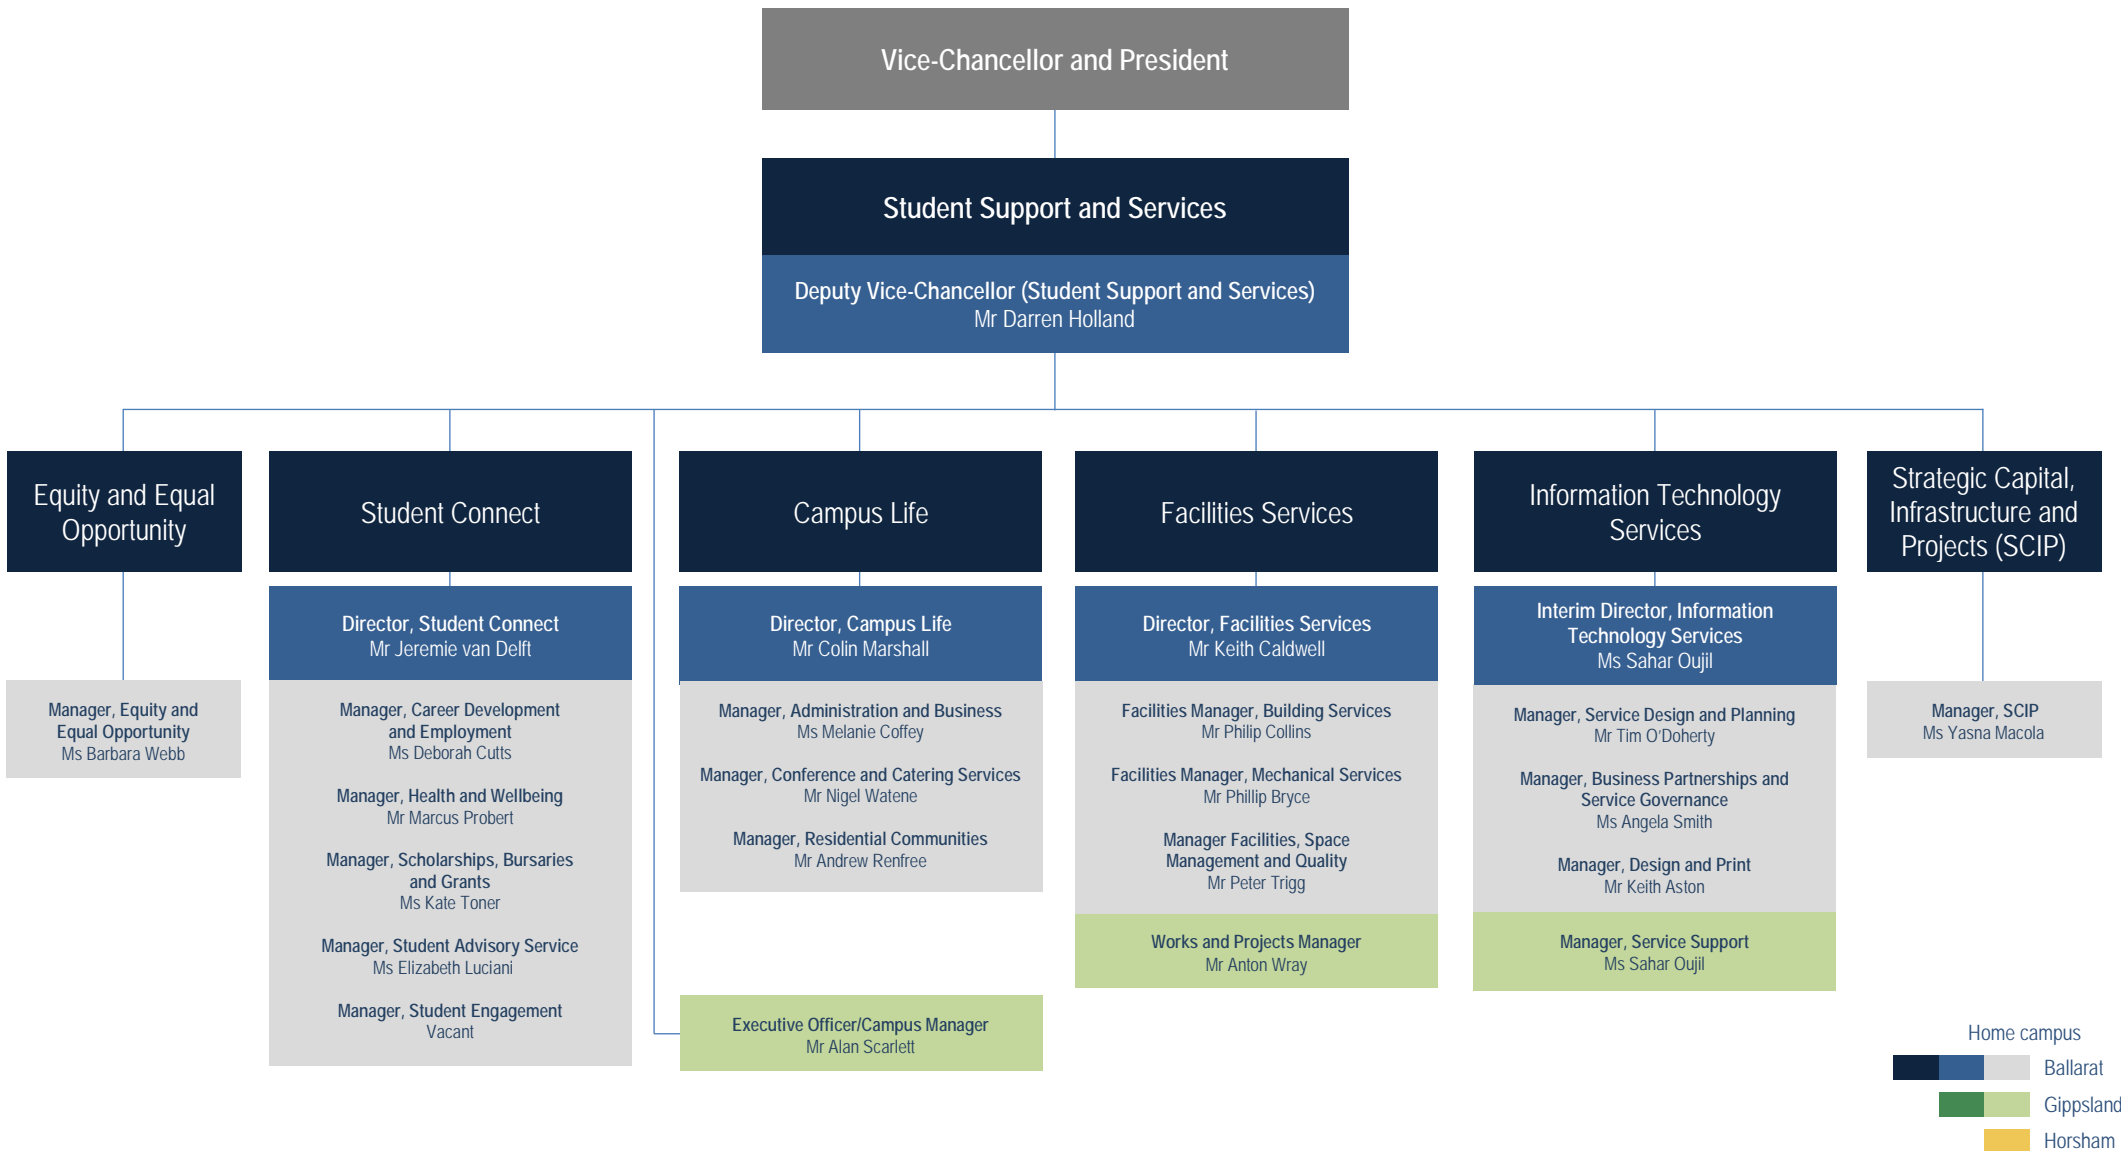 Vice-Chancellor and President
Student Support and Services
Deputy Vice-Chancellor (Student Support and Services)
Mr Darren Holland
Equity and Equal
Opportunity
Manager, Equity and
Equal Opportunity
Ms Barbara Webb
Student Connect
Director, Student Connect
Mr Jeremie van Delft
Manager, Career Development
and Employment
Ms Deborah Cutts
Manager, Health and Wellbeing
Mr Marcus Probert
Manager, Scholarships, Bursaries
and Grants
Ms Kate Toner
Manager, Student Advisory Service
Ms Elizabeth Luciani
Manager, Student Engagement
Vacant
Campus Life
Director, Campus Life
Mr Colin Marshall
Manager, Administration and Business
Ms Melanie Coffey
Manager, Conference and Catering Services
Mr Nigel Watene
Manager, Residential Communities
Mr Andrew Renfree
Executive Officer/Campus Manager
Mr Alan Scarlett
Facilities Services
Director, Facilities Services
Mr Keith Caldwell
Facilities Manager, Building Services
Mr Philip Collins
Facilities Manager, Mechanical Services
Mr Phillip Bryce
Manager Facilities, Space
Management and Quality
Mr Peter Trigg
Works and Projects Manager
Mr Anton Wray
Information Technology
Services
Interim Director, Information
Technology Services
Ms Sahar Oujil
Manager, Service Design and Planning
Mr Tim O'Doherty
Manager, Business Partnerships and
Service Governance
Ms Angela Smith
Manager, Design and Print
Mr Keith Aston
Manager, Service Support
Ms Sahar Oujil
Strategic Capital,
Infrastructure and
Projects (SCIP)
Manager, SCIP
Ms Yasna Macola
Home campus
Ballarat
Gippsland
Horsham